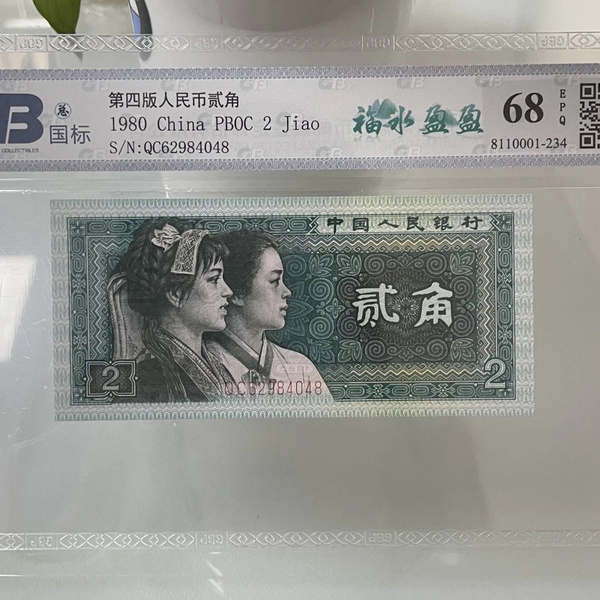 B 国标
COLLECTIBLES
第四版人民币贰角
1980 China PBOC 2 Jiao
S/N:QC62984048
福水盈盈
68 EPQ
8110001-234
中国人民银行
贰角
2
QC62984048
2